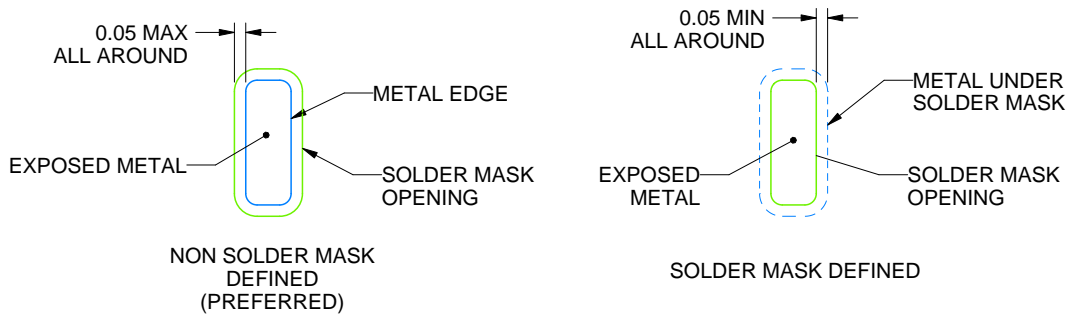 0.05 MAX
ALL AROUND
METAL EDGE
EXPOSED METAL
SOLDER MASK
OPENING
NON SOLDER MASK
DEFINED
(PREFERRED)
0.05 MIN
ALL AROUND
METAL UNDER
SOLDER MASK
EXPOSED
METAL
SOLDER MASK
OPENING
SOLDER MASK DEFINED